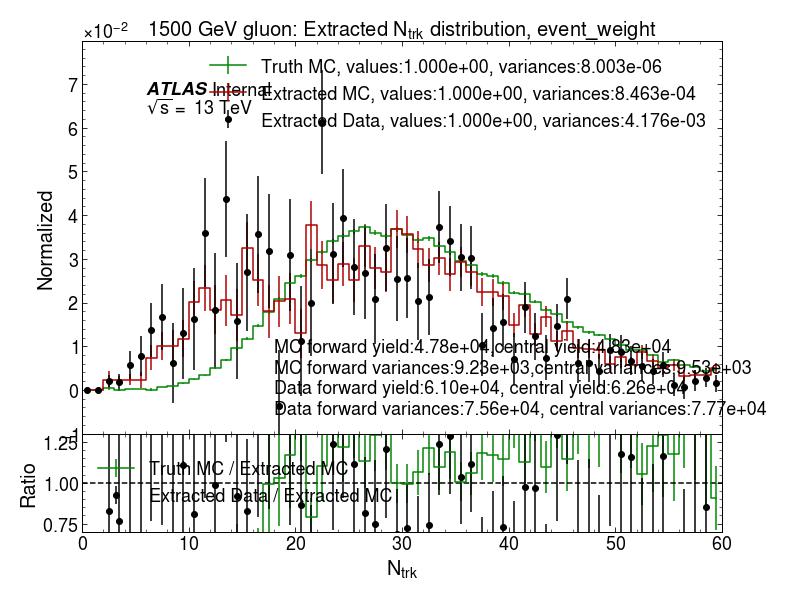 ×10⁻² 1500 GeV gluon: Extracted N_trk distribution, event_weight
Truth MC, values:1.000e+00, variances:8.003e-06
ATLAS Internal
Extracted MC, values:1.000e+00, variances:8.463e-04
√s = 13 TeV
Extracted Data, values:1.000e+00, variances:4.176e-03
Normalized
7
6
5
4
3
2
1
0
1
MC forward yield:4.78e+04,central yield:4.83e+04
MC forward variances:9.23e+03,central variances:9.53e+03
Data forward yield:6.10e+04, central yield:6.26e+04
Data forward variances:7.56e+04, central variances:7.77e+04
Ratio
1.25
1.00
0.75
Truth MC / Extracted MC
Extracted Data / Extracted MC
0 10 20 30 40 50 60
N_trk